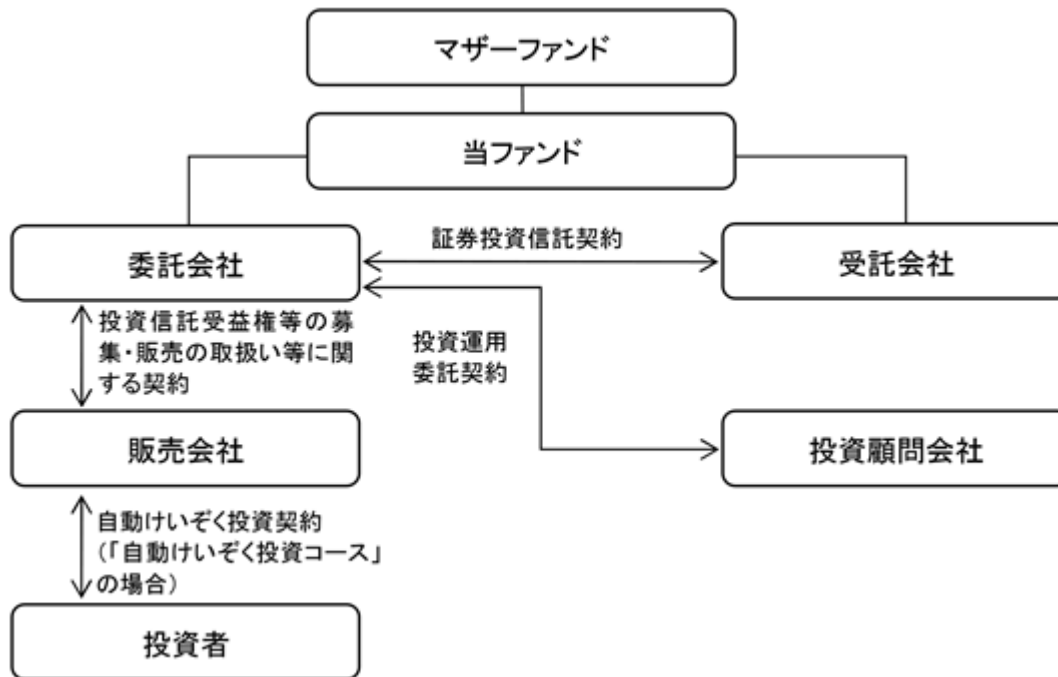 マザーファンド
当ファンド
委託会社
証券投資信託契約
受託会社
投資信託受益権等の募
集・販売の取扱い等に関
する契約
投資運用
委託契約
販売会社
投資顧問会社
自動けいぞく投資契約
（「自動けいぞく投資コース」
の場合）
投資者